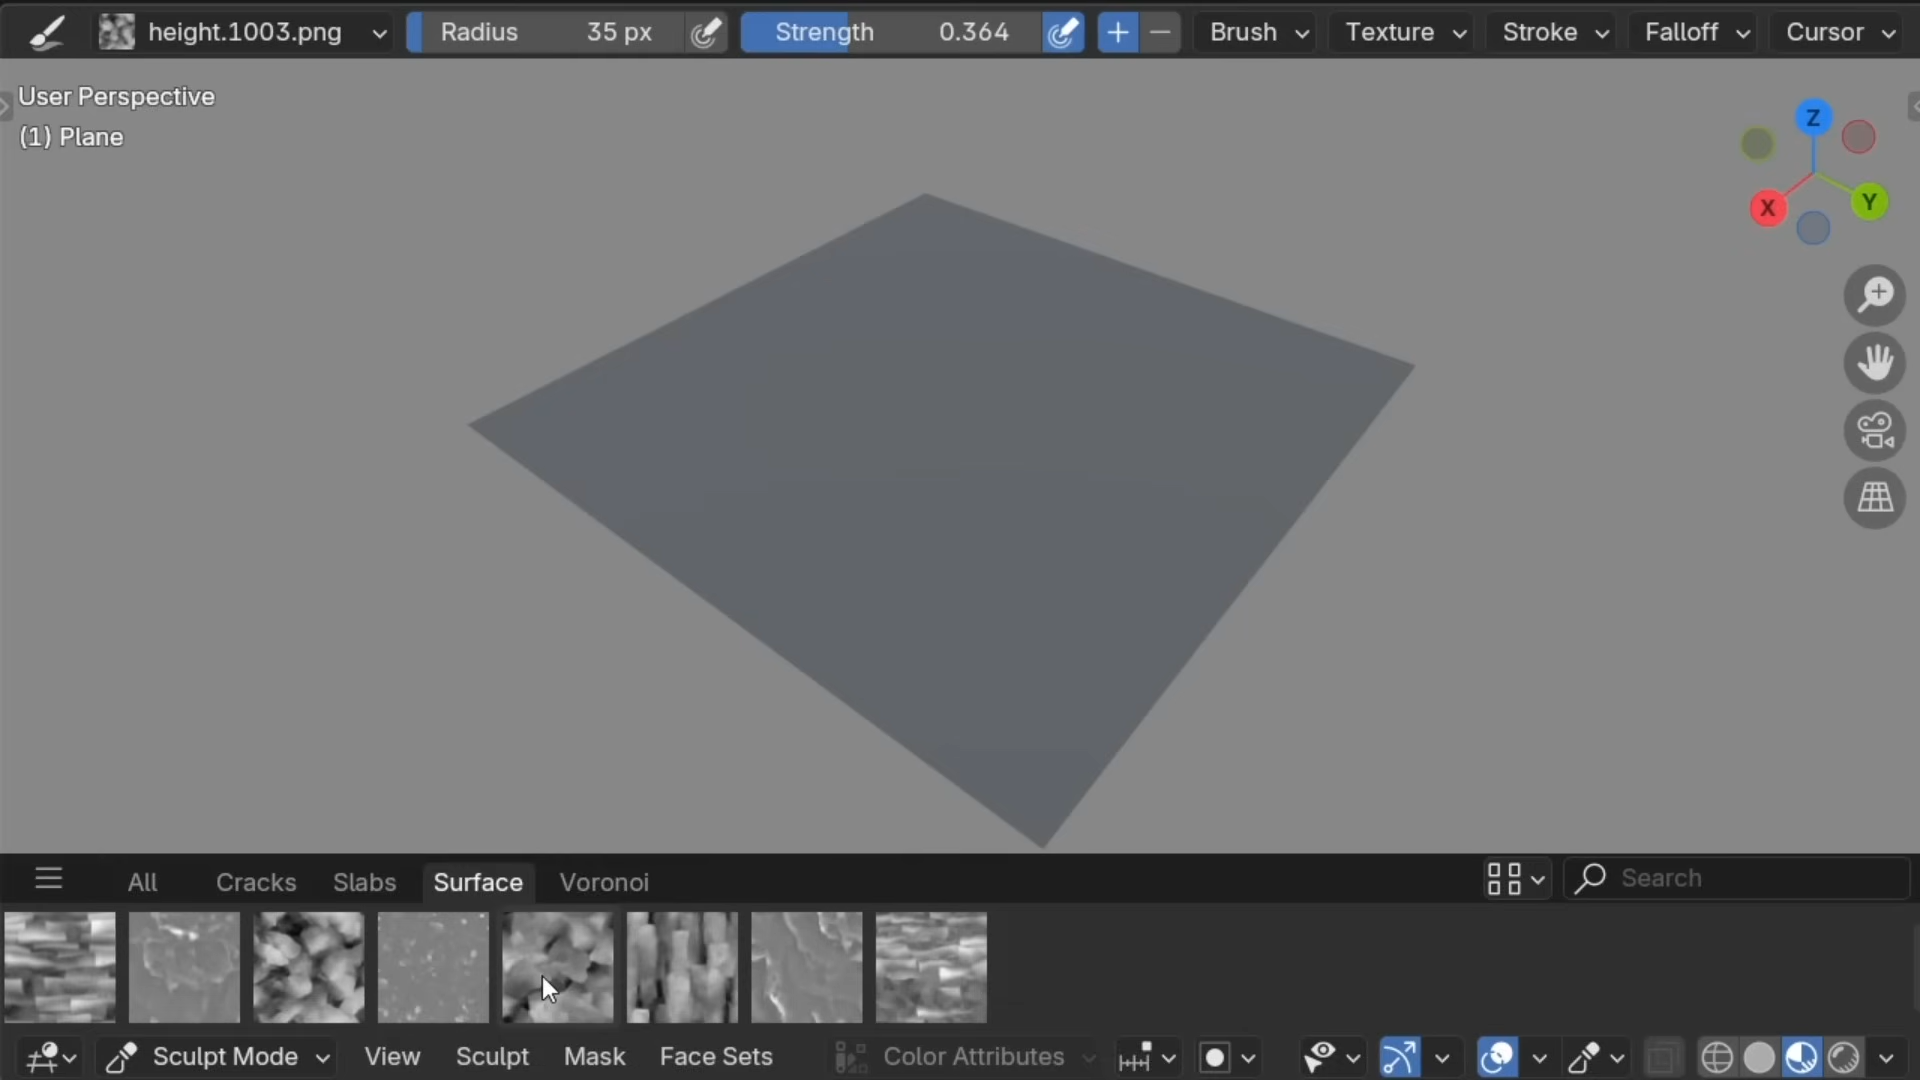 height.1003.png Radius 35 px Strength 0.364 Brush Texture Stroke Falloff Cursor
User Perspective
(1) Plane
Z
X Y
All Cracks Slabs Surface Voronoi Search
Sculpt Mode View Sculpt Mask Face Sets Color Attributes